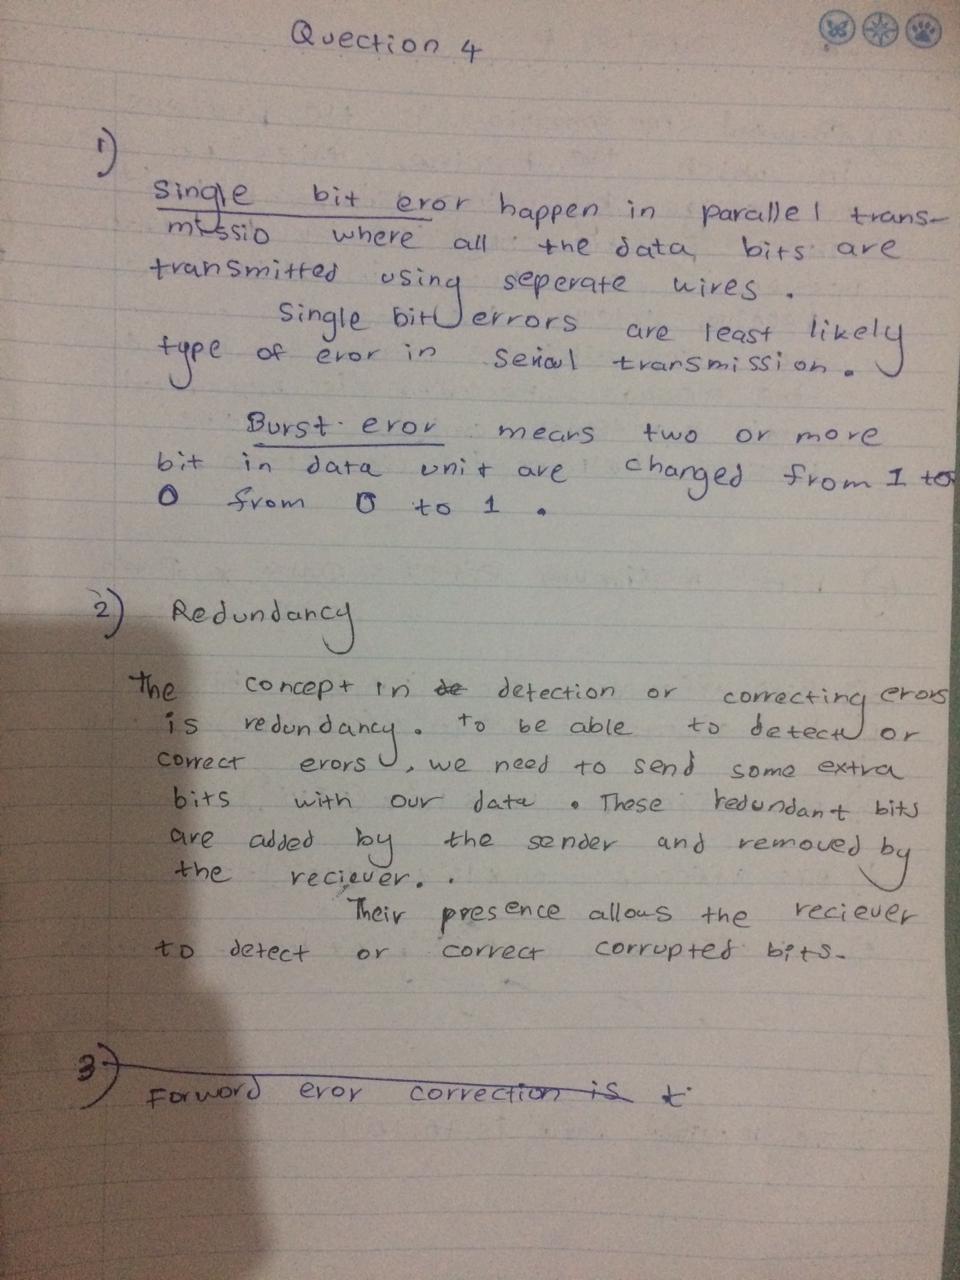 Quection 4
1)
Single bit eror happen in parallel trans-
missio where all the data bits are
transmitted using seperate wires.
Single bit errors are least likely
type of eror in serial transmission.
Burst eror means two or more
bit in data unit are changed from 1 to
0 from 0 to 1.
2) Redundancy
The concept in de detection or correcting erors
is redundancy. To be able to detect or
correct erors, we need to send some extra
bits with our data. These redundant bits
are added by the sender and removed by
the reciever.
Their presence allows the reciever
to detect or correct corrupted bits.
3)
Forword eror correction is t